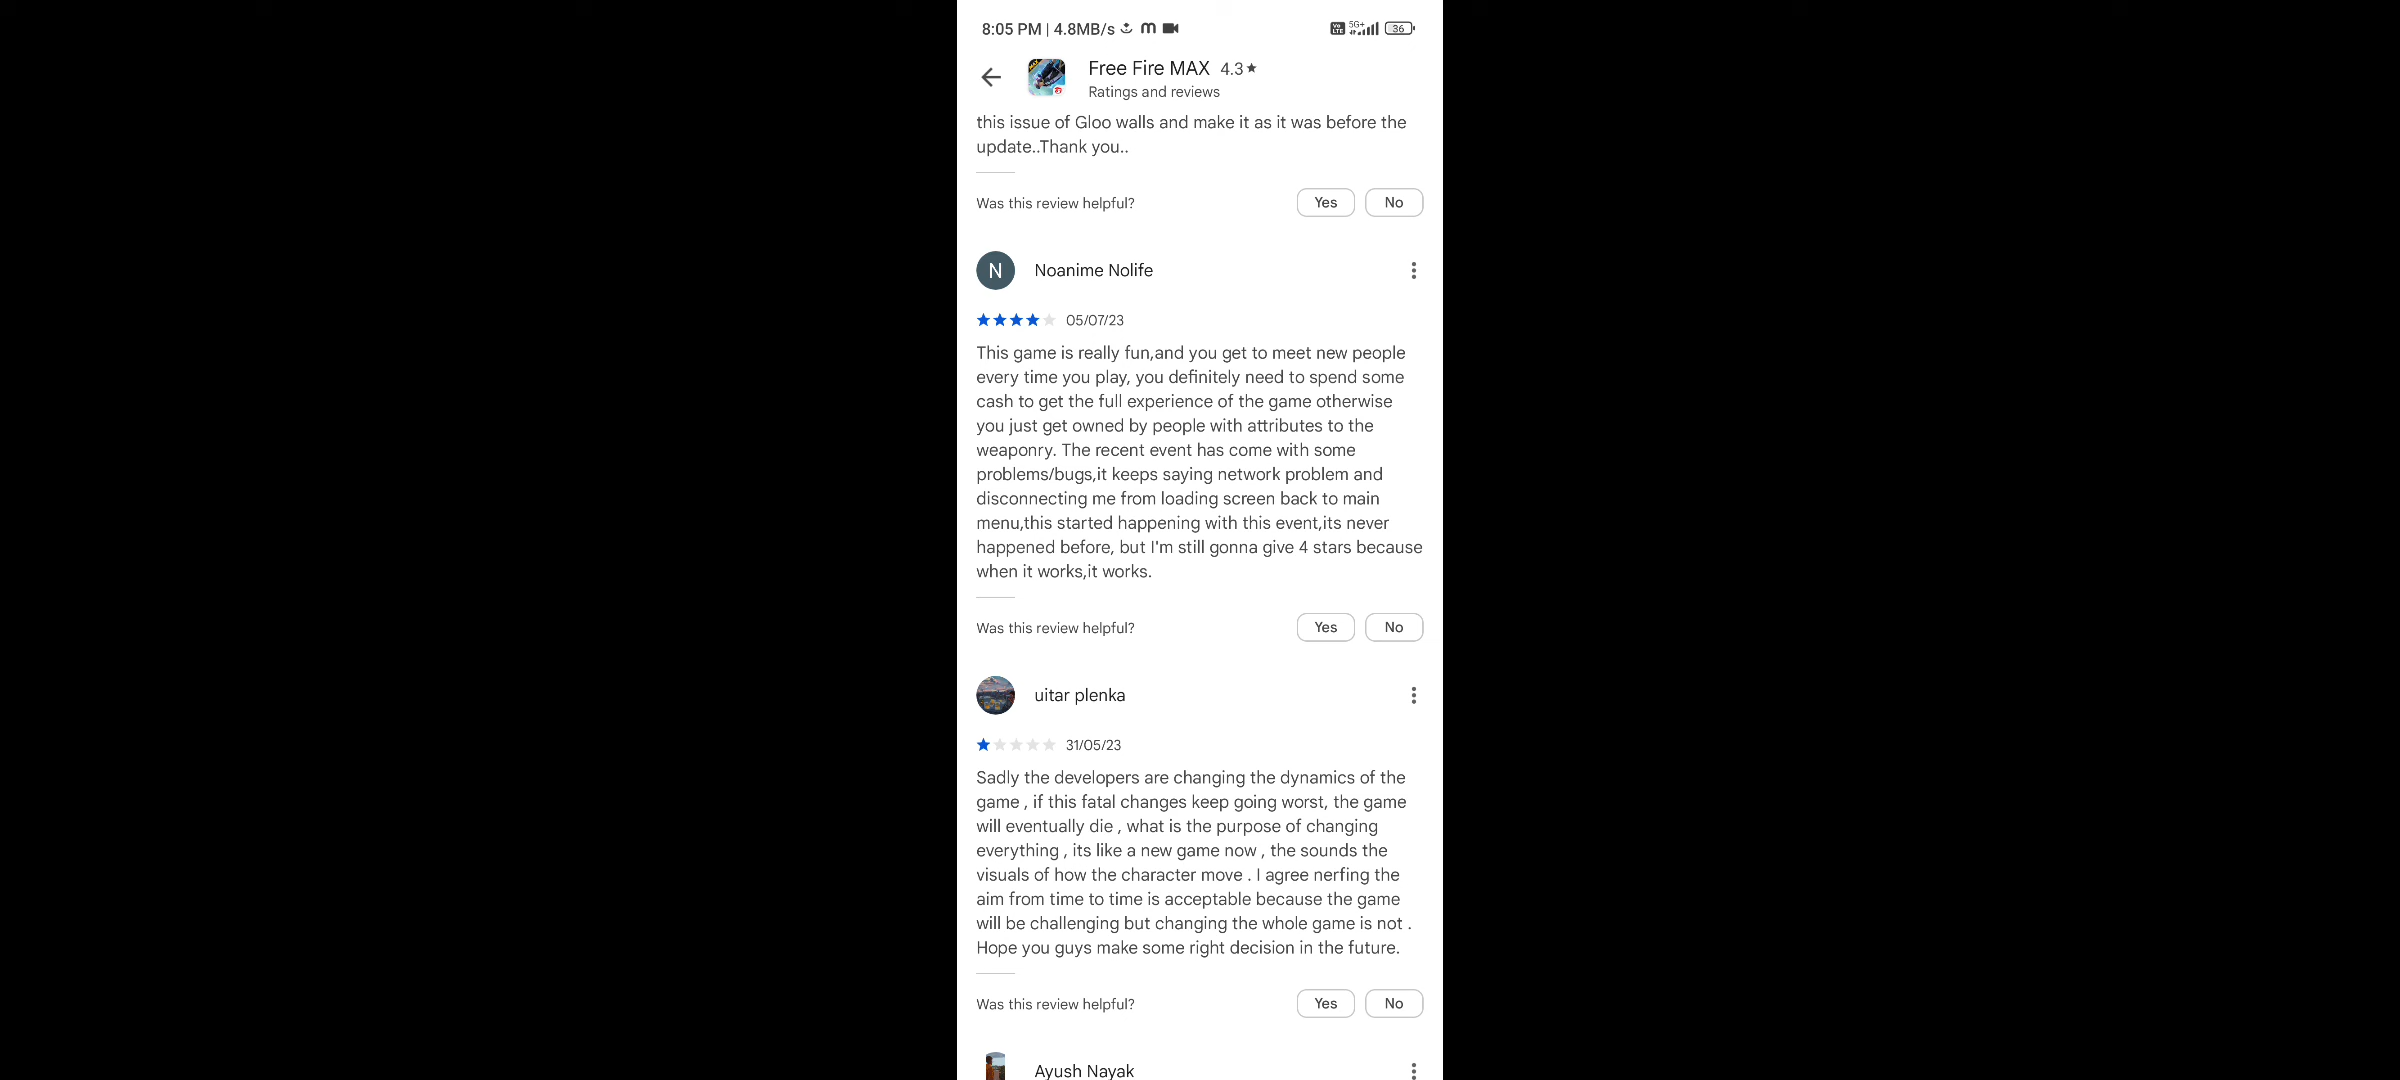 8:05 PM | 4.8MB/s
5G+
36
Free Fire MAX 4.3★
Ratings and reviews
this issue of Gloo walls and make it as it was before the
update..Thank you..
Was this review helpful? Yes No
N Noanime Nolife
05/07/23
This game is really fun,and you get to meet new people
every time you play, you definitely need to spend some
cash to get the full experience of the game otherwise
you just get owned by people with attributes to the
weaponry. The recent event has come with some
problems/bugs,it keeps saying network problem and
disconnecting me from loading screen back to main
menu,this started happening with this event,its never
happened before, but I'm still gonna give 4 stars because
when it works,it works.
Was this review helpful? Yes No
uitar plenka
31/05/23
Sadly the developers are changing the dynamics of the
game , if this fatal changes keep going worst, the game
will eventually die , what is the purpose of changing
everything , its like a new game now , the sounds the
visuals of how the character move . I agree nerfing the
aim from time to time is acceptable because the game
will be challenging but changing the whole game is not .
Hope you guys make some right decision in the future.
Was this review helpful? Yes No
Ayush Nayak